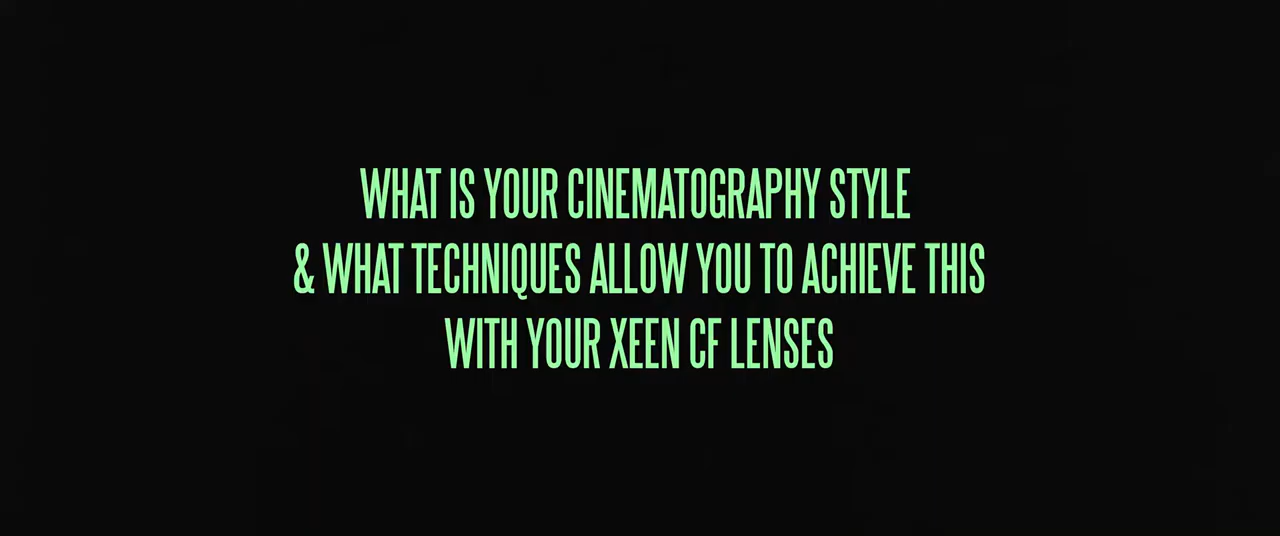 WHAT IS YOUR CINEMATOGRAPHY STYLE
& WHAT TECHNIQUES ALLOW YOU TO ACHIEVE THIS
WITH YOUR XEEN CF LENSES